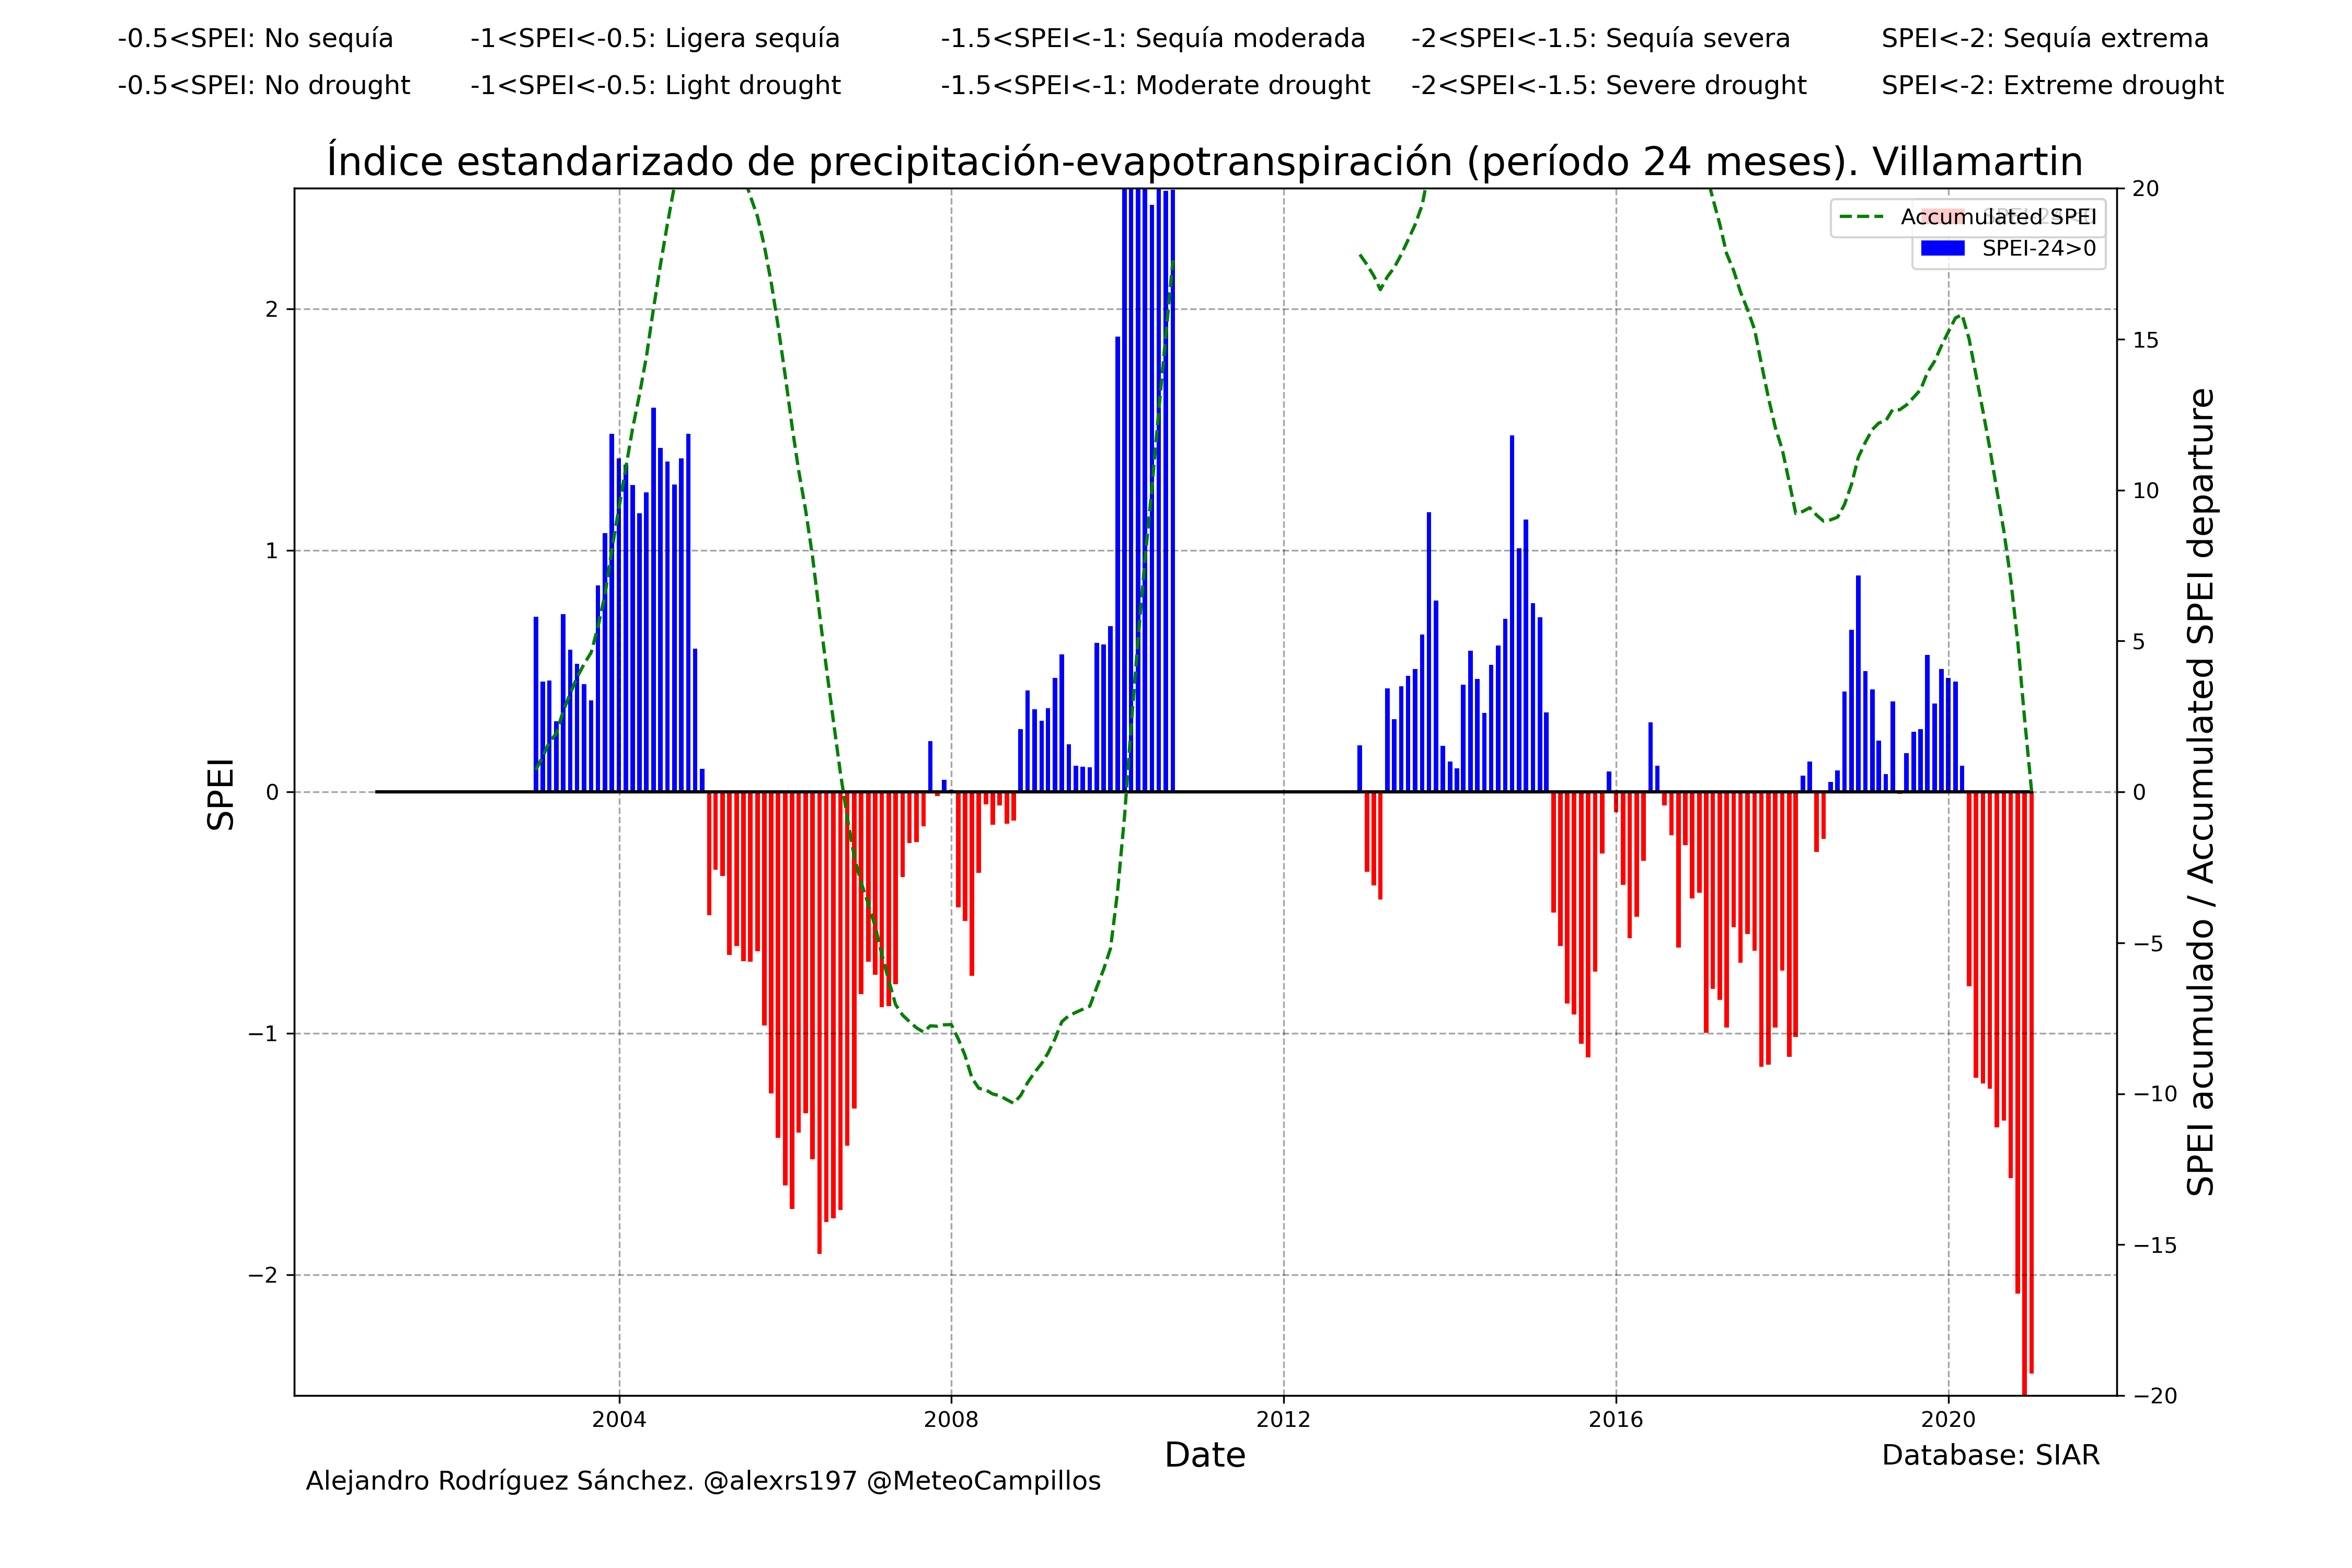 -0.5<SPEI: No sequía -1<SPEI<-0.5: Ligera sequía -1.5<SPEI<-1: Sequía moderada -2<SPEI<-1.5: Sequía severa SPEI<-2: Sequía extrema
-0.5<SPEI: No drought -1<SPEI<-0.5: Light drought -1.5<SPEI<-1: Moderate drought -2<SPEI<-1.5: Severe drought SPEI<-2: Extreme drought
Índice estandarizado de precipitación-evapotranspiración (período 24 meses). Villamartin
Accumulated SPEI
SPEI-24>0
SPEI
2
1
0
−1
−2
20
15
10
5
0
−5
−10
−15
−20
SPEI acumulado / Accumulated SPEI departure
2004 2008 2012 2016 2020
Date
Database: SIAR
Alejandro Rodríguez Sánchez. @alexrs197 @MeteoCampillos